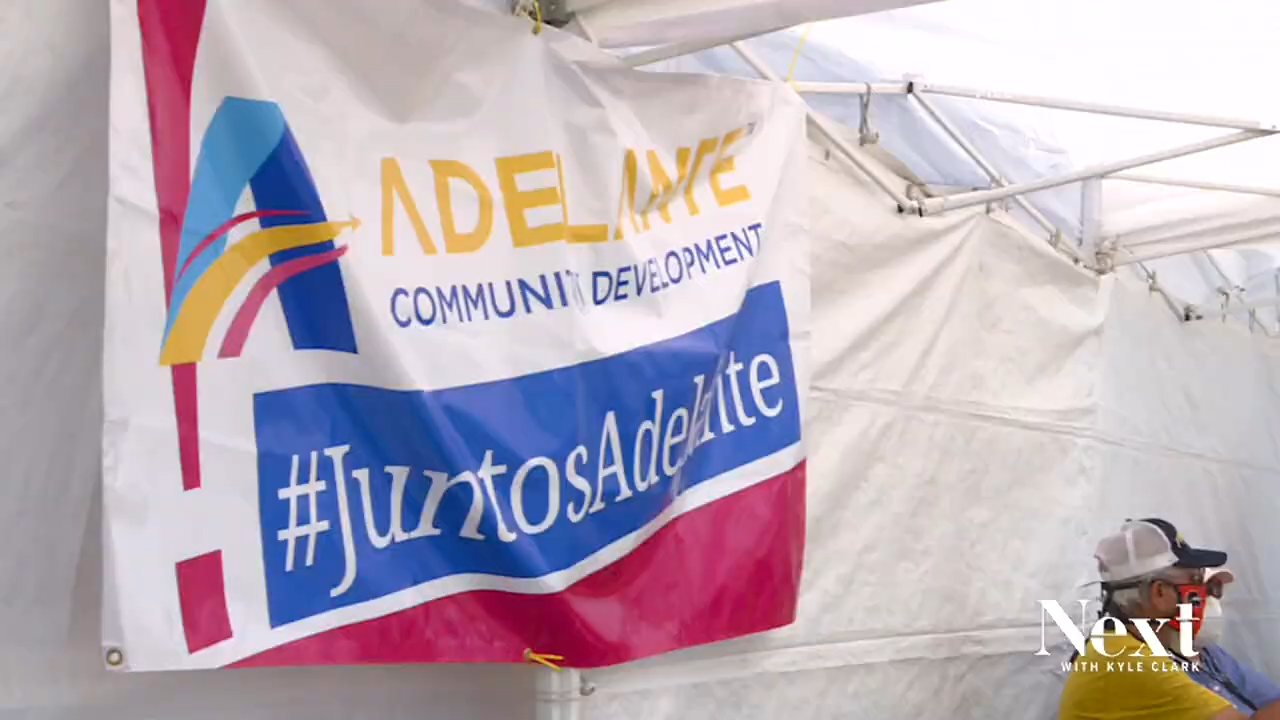 ADELANTE
COMMUNITY DEVELOPMENT
#JuntosAdelante
Next
WITH KYLE CLARK